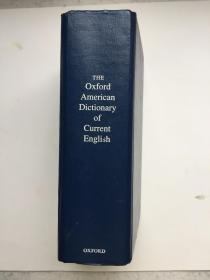 THE
Oxford
American
Dictionary
of
Current
English
OXFORD